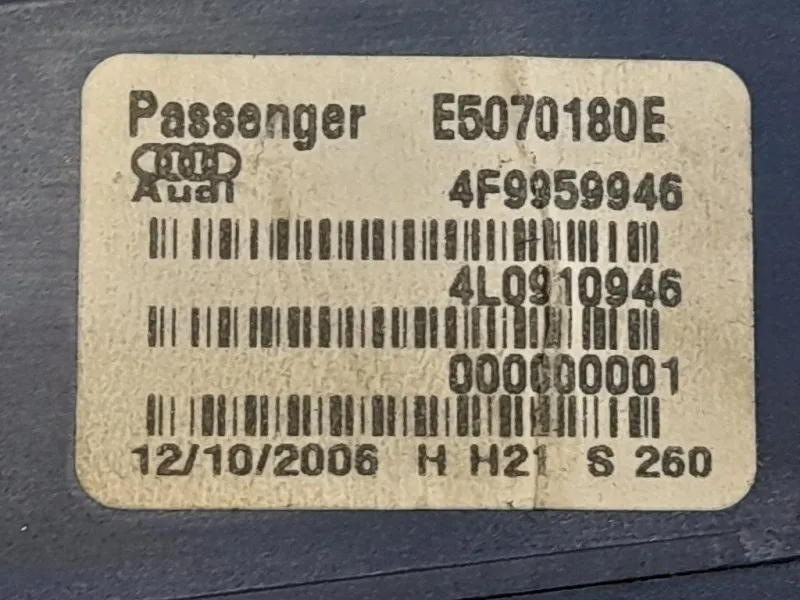 Passenger E5070180E
Audi 4F9959946
4L0910946
000000001
12/10/2006 H H21 S 260